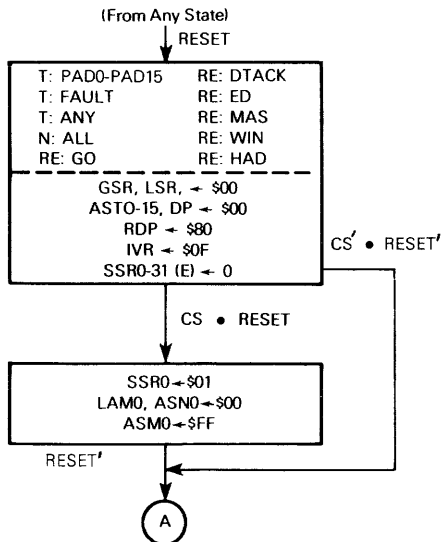 (From Any State)
RESET
T: PAD0-PAD15 RE: DTACK
T: FAULT RE: ED
T: ANY RE: MAS
N: ALL RE: WIN
RE: GO RE: HAD
GSR, LSR, ← $00
ASTO-15, DP ← $00
RDP ← $80
IVR ← $0F
SSR0-31 (E) ← 0
CS′ • RESET′
CS • RESET
SSR0←$01
LAM0, ASN0←$00
ASM0←$FF
RESET′
A